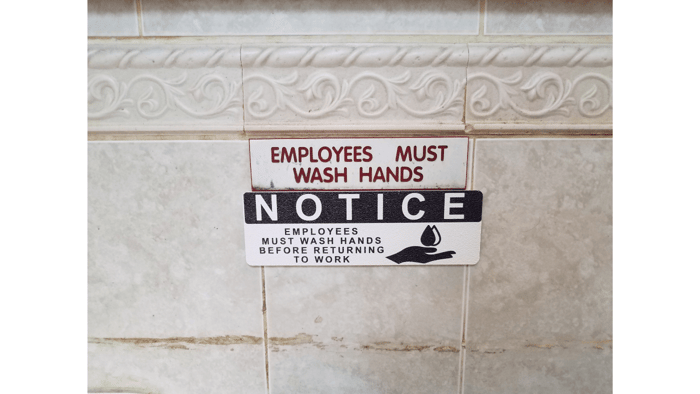 EMPLOYEES MUST
WASH HANDS
NOTICE
EMPLOYEES
MUST WASH HANDS
BEFORE RETURNING
TO WORK